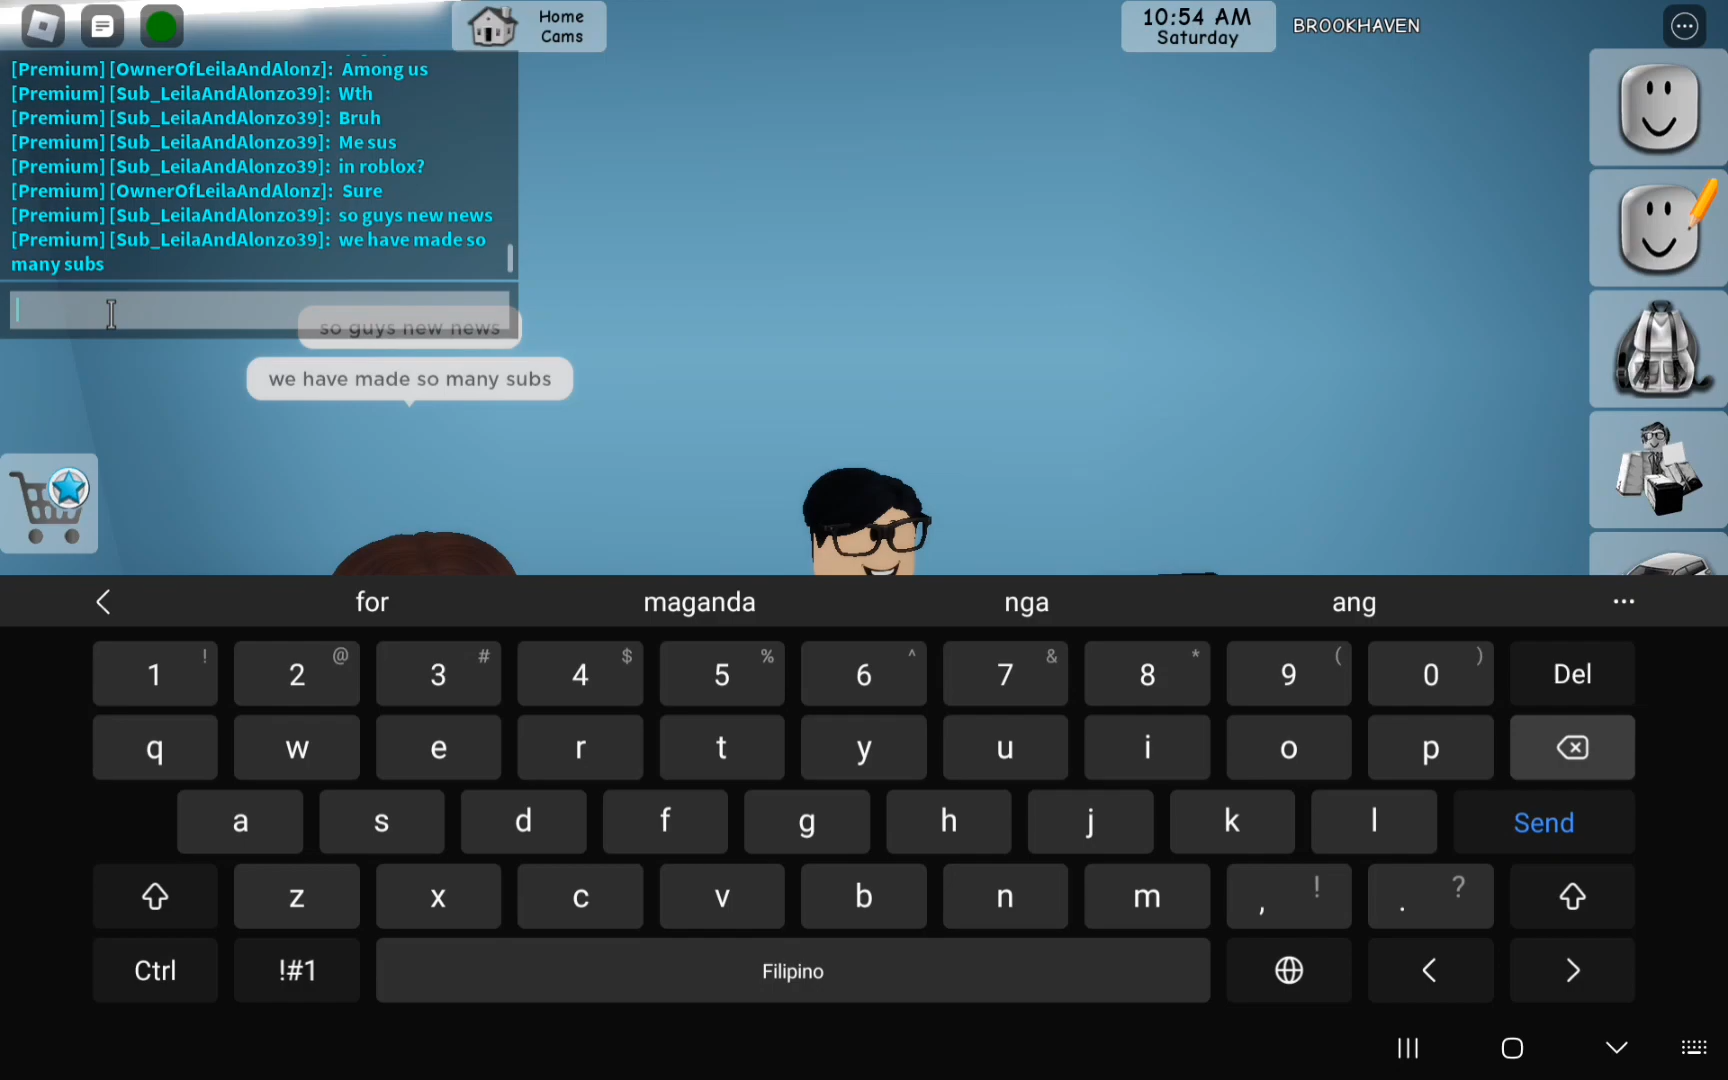 Home
Cams
10:54 AM
Saturday
BROOKHAVEN
[Premium] [OwnerOfLeilaAndAlonz]: Among us
[Premium] [Sub_LeilaAndAlonzo39]: Wth
[Premium] [Sub_LeilaAndAlonzo39]: Bruh
[Premium] [Sub_LeilaAndAlonzo39]: Me sus
[Premium] [Sub_LeilaAndAlonzo39]: in roblox?
[Premium] [OwnerOfLeilaAndAlonz]: Sure
[Premium] [Sub_LeilaAndAlonzo39]: so guys new news
[Premium] [Sub_LeilaAndAlonzo39]: we have made so
many subs
so guys new news
we have made so many subs
for maganda nga ang
1 ! 2 @ 3 # 4 $ 5 % 6 ^ 7 & 8 * 9 ( 0 ) Del
q w e r t y u i o p
a s d f g h j k l Send
z x c v b n m , ! . ?
Ctrl !#1 Filipino < >